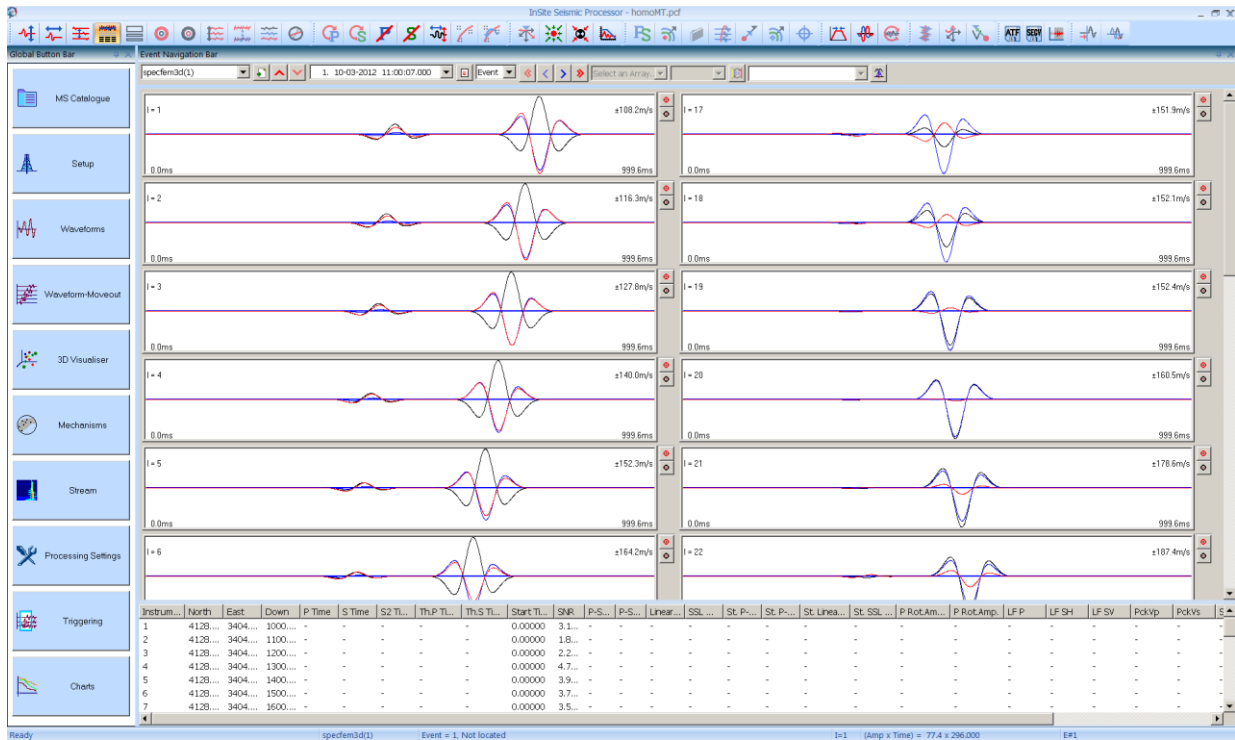 InSite Seismic Processor - homoMT.pcf
Global Button Bar
Event Navigation Bar
specfem3d(1) 1. 10-03-2012 11:00:07.000 Event Select an Array..
MS Catalogue
Setup
Waveforms
Waveform-Moveout
3D Visualiser
Mechanisms
Stream
Processing Settings
Triggering
Charts
I = 1 ±108.2m/s
0.0ms 999.6ms
I = 17 ±151.9m/s
0.0ms 999.6ms
I = 2 ±116.3m/s
0.0ms 999.6ms
I = 18 ±152.1m/s
0.0ms 999.6ms
I = 3 ±127.8m/s
0.0ms 999.6ms
I = 19 ±152.4m/s
0.0ms 999.6ms
I = 4 ±140.0m/s
0.0ms 999.6ms
I = 20 ±160.5m/s
0.0ms 999.6ms
I = 5 ±152.3m/s
0.0ms 999.6ms
I = 21 ±178.6m/s
0.0ms 999.6ms
I = 6 ±164.2m/s
I = 22 ±187.4m/s
Instrum... North East Down P Time S Time S2 Ti... Th.P Ti... Th.S Ti... Start Ti... SNR P-S... P-S... Linear... SSL ... St. P-... St. P-... St. Linea... St. SSL ... P Rot.Am... P Rot.Amp. LF P LF SH LF SV PckVp PckVs S
1 4128.... 3404.... 1000.... - - - - - 0.00000 3.1... - - - - - - - - - - - - - - -
2 4128.... 3404.... 1100.... - - - - - 0.00000 1.8... - - - - - - - - - - - - - - -
3 4128.... 3404.... 1200.... - - - - - 0.00000 2.2... - - - - - - - - - - - - - - -
4 4128.... 3404.... 1300.... - - - - - 0.00000 4.7... - - - - - - - - - - - - - - -
5 4128.... 3404.... 1400.... - - - - - 0.00000 3.9... - - - - - - - - - - - - - - -
6 4128.... 3404.... 1500.... - - - - - 0.00000 3.7... - - - - - - - - - - - - - - -
7 4128.... 3404.... 1600.... - - - - - 0.00000 3.5... - - - - - - - - - - - - - - -
Ready specfem3d(1) Event = 1, Not located I=1 (Amp x Time) = 77.4 x 296.000 E#1